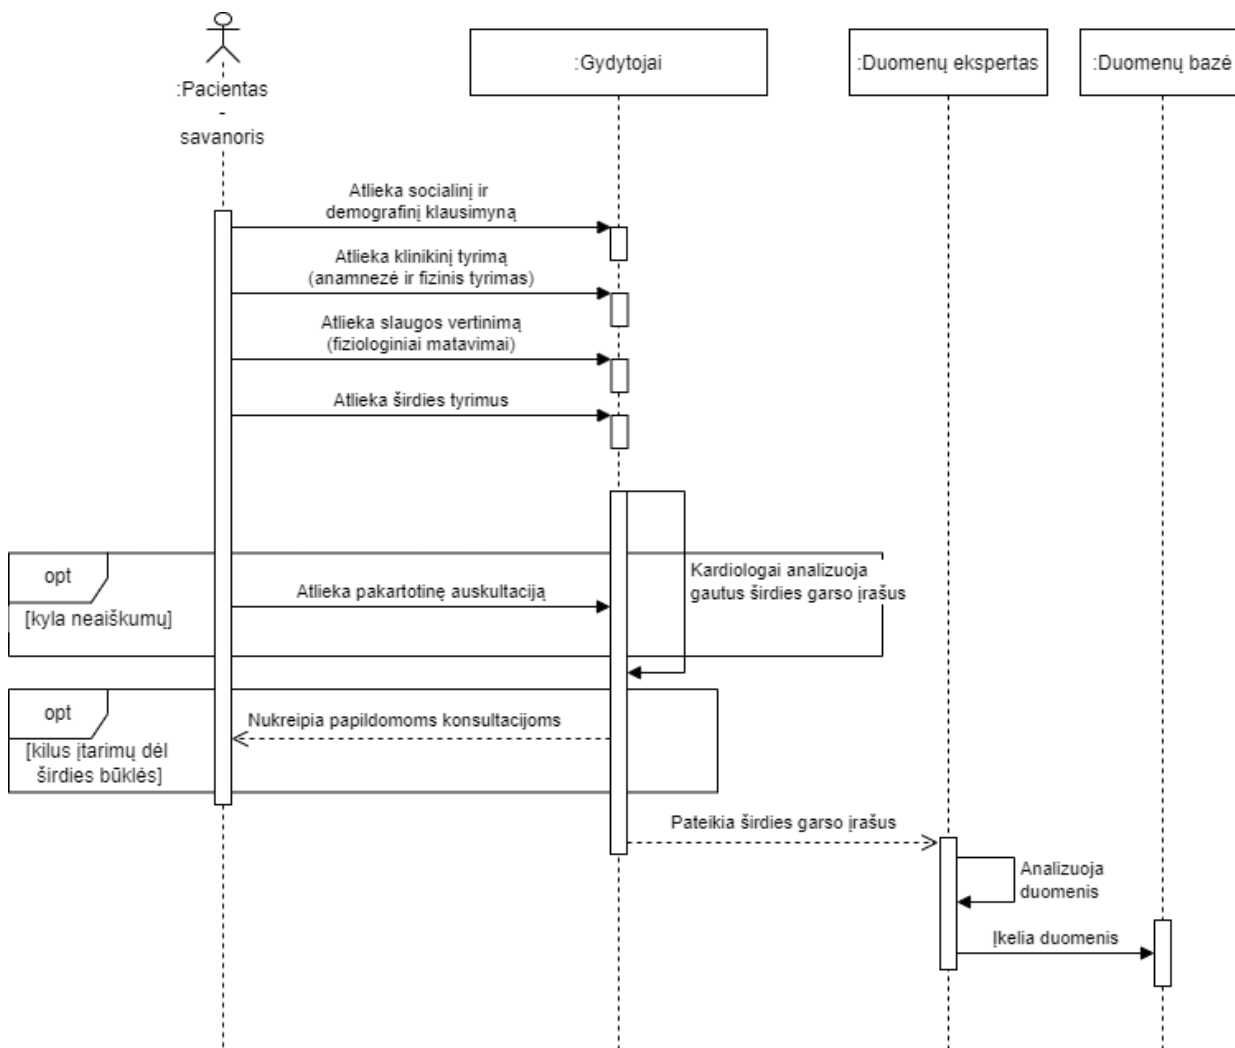 :Pacientas
-
savanoris
:Gydytojai
:Duomenų ekspertas
:Duomenų bazė
Atlieka socialinį ir
demografinį klausimyną
Atlieka klinikinį tyrimą
(anamnezė ir fizinis tyrimas)
Atlieka slaugos vertinimą
(fiziologiniai matavimai)
Atlieka širdies tyrimus
opt
[kyla neaiškumų]
Atlieka pakartotinę auskultaciją
Kardiologai analizuoja
gautus širdies garso įrašus
opt
[kilus įtarimų dėl
širdies būklės]
Nukreipia papildomoms konsultacijoms
Pateikia širdies garso įrašus
Analizuoja
duomenis
Įkelia duomenis